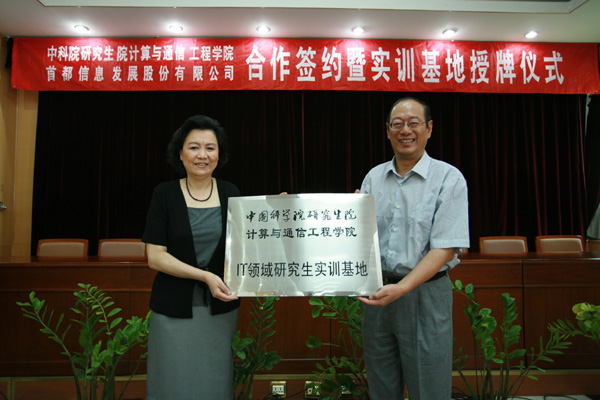 中科院研究生院计算与通信工程学院
首都信息发展股份有限公司
合作签约暨实训基地授牌仪式
中国科学院研究生院
计算与通信工程学院
IT领域研究生实训基地